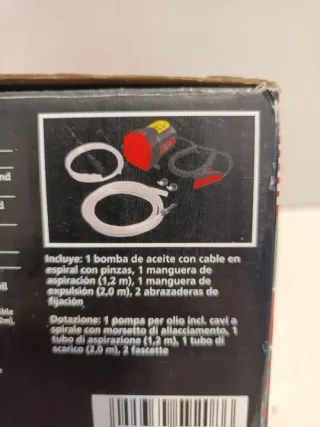 Incluye: 1 bomba de aceite con cable en
espiral con pinzas, 1 manguera de
aspiración (1,2 m), 1 manguera de
expulsión (2,0 m), 2 abrazaderas de
fijación
Dotazione: 1 pompa per olio incl. cavi a
spirale con morsetto di allacciamento, 1
tubo di aspirazione (1,2 m), 1 tubo di
scarico (2,0 m), 2 fascette